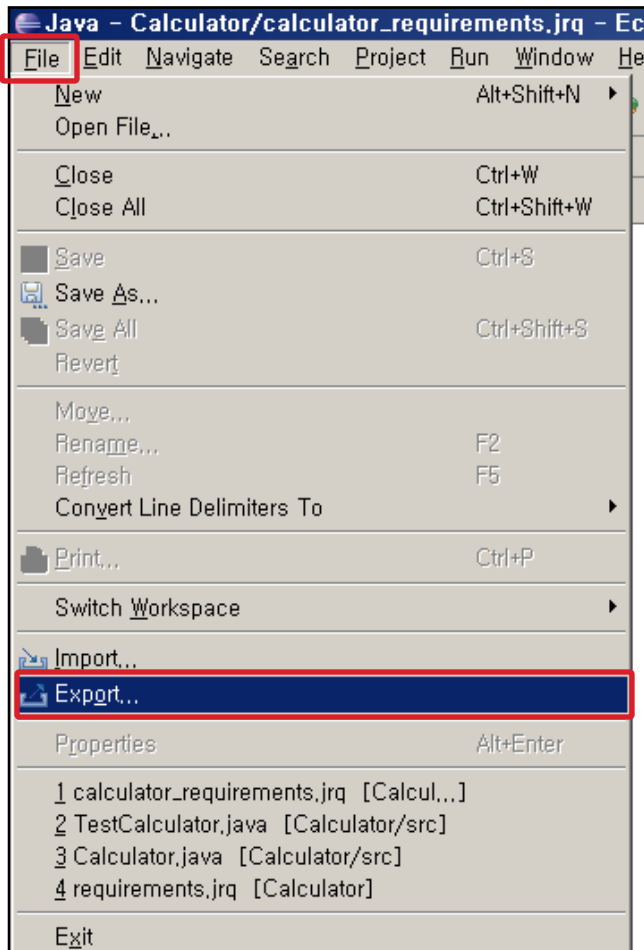 Java - Calculator/calculator_requirements.jrq - Ec
File Edit Navigate Search Project Run Window He
New Alt+Shift+N
Open File...
Close Ctrl+W
Close All Ctrl+Shift+W
Save Ctrl+S
Save As...
Save All Ctrl+Shift+S
Revert
Move...
Rename... F2
Refresh F5
Convert Line Delimiters To
Print... Ctrl+P
Switch Workspace
Import...
Export...
Properties Alt+Enter
1 calculator_requirements.jrq [Calcul...]
2 TestCalculator.java [Calculator/src]
3 Calculator.java [Calculator/src]
4 requirements.jrq [Calculator]
Exit